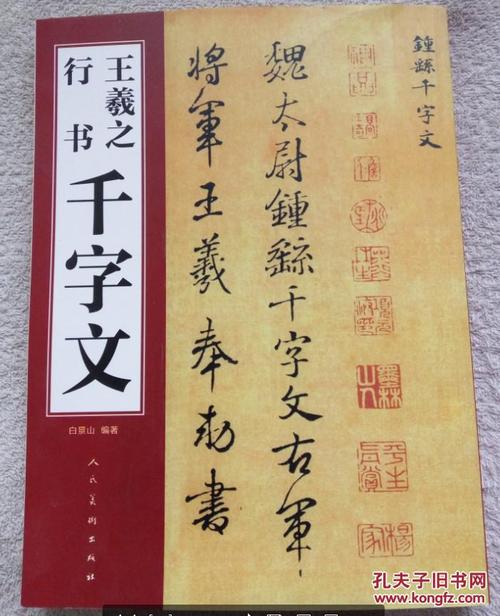 王羲之
行书
千字文
白景山 编著
人民美术出版社
鍾繇千字文
魏太尉鍾繇千字文右軍
將軍王羲奉勅書
孔夫子旧书网
www.kongfz.com